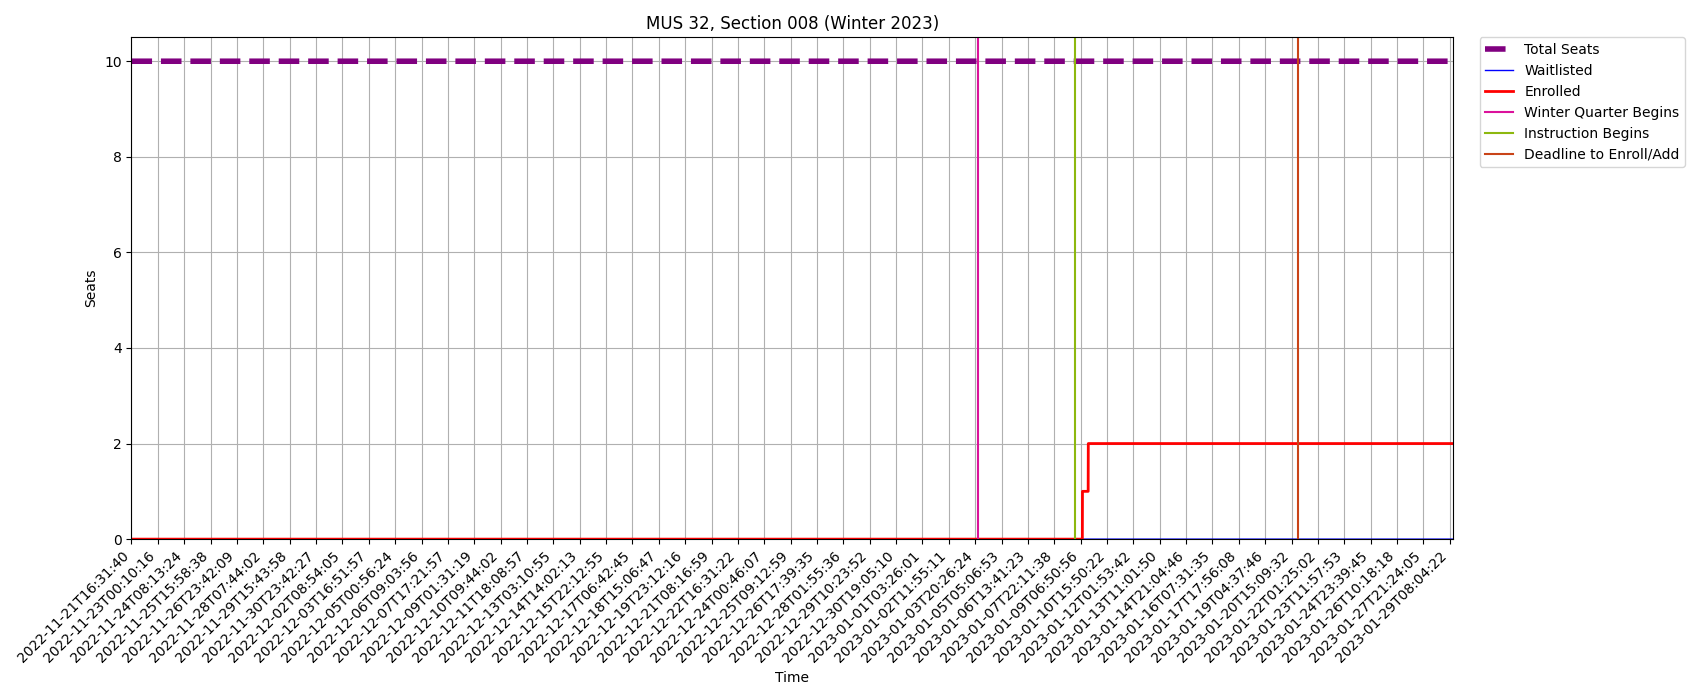 MUS 32, Section 008 (Winter 2023)
Total Seats
Waitlisted
Enrolled
Winter Quarter Begins
Instruction Begins
Deadline to Enroll/Add
Seats
10
8
6
4
2
0
2022-11-21T16:31:40
2022-11-23T00:10:16
2022-11-24T08:13:24
2022-11-25T15:58:38
2022-11-26T23:42:09
2022-11-28T07:44:02
2022-11-29T15:43:58
2022-11-30T23:42:27
2022-12-02T08:54:05
2022-12-03T16:51:57
2022-12-05T00:56:24
2022-12-06T09:03:56
2022-12-07T17:21:57
2022-12-09T01:31:19
2022-12-10T09:44:02
2022-12-11T18:08:57
2022-12-13T03:10:55
2022-12-14T14:02:13
2022-12-15T22:12:55
2022-12-17T06:42:45
2022-12-18T15:06:47
2022-12-19T23:12:16
2022-12-21T08:16:59
2022-12-22T16:31:22
2022-12-24T00:46:07
2022-12-25T09:12:59
2022-12-26T17:39:35
2022-12-28T01:55:36
2022-12-29T10:23:52
2022-12-30T19:05:10
2023-01-01T03:26:01
2023-01-02T11:55:11
2023-01-03T20:26:24
2023-01-05T05:06:53
2023-01-06T13:41:23
2023-01-07T22:11:38
2023-01-09T06:50:56
2023-01-10T15:50:22
2023-01-12T01:53:42
2023-01-13T11:01:50
2023-01-14T21:04:46
2023-01-16T07:31:35
2023-01-17T17:56:08
2023-01-19T04:37:46
2023-01-20T15:09:32
2023-01-22T01:25:02
2023-01-23T11:57:53
2023-01-24T23:39:45
2023-01-26T10:18:18
2023-01-27T21:24:05
2023-01-29T08:04:22
Time